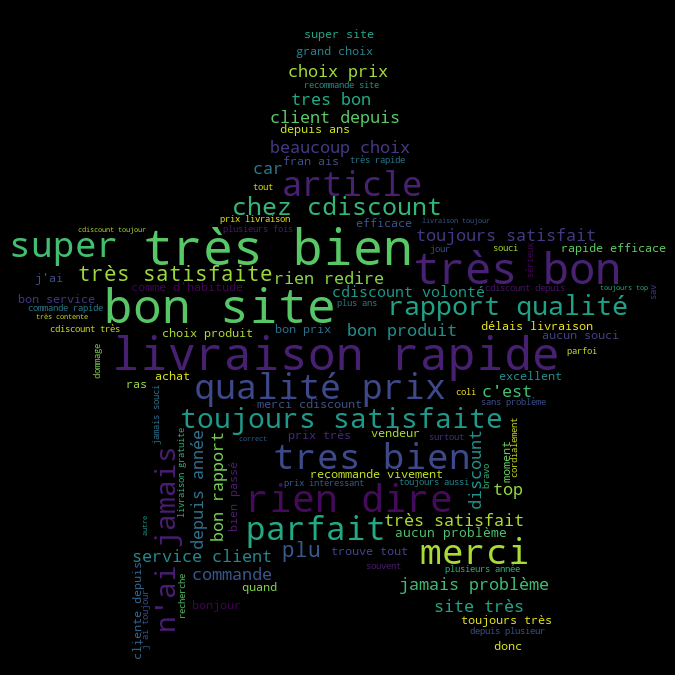 super site
grand choix
choix prix
recommande site
tres bon
client depuis
depuis ans
beaucoup choix
fran ais
très rapide
car
article
tout
chez cdiscount
prix livraison
livraison toujour
efficace
cdiscount toujour
plusieurs fois
super
très bien
toujours satisfait
rapide efficace
jour
souci
sérieux
très bon
j'ai
très satisfaite
rien redire
comme d'habitude
cdiscount volonté
cdiscount depuis
toujours top
sav
bon service
bon site
plus ans
rapport qualité
commande rapide
très contente
cdiscount très
choix produit
bon prix
bon produit
délais livraison
aucun souci
livraison rapide
parfoi
dommage
achat
excellent
ras
qualité prix
coli
c'est
sans problème
jamais souci
merci cdiscount
toujours satisfaite
livraison gratuite
depuis année
bon rapport
correct
prix très
vendeur
surtout
discount
bravo
moment
cordialement
tres bien
bien passé
recommande vivement
prix intéressant
toujours aussi
top
n'ai jamais
rien dire
autre
parfait
très satisfait
aucun problème
service client
plu
trouve tout
merci
souvent
plusieurs année
commande
jamais problème
cliente depuis
j'ai toujour
recherche
quand
bonjour
site très
toujours très
depuis plusieur
donc